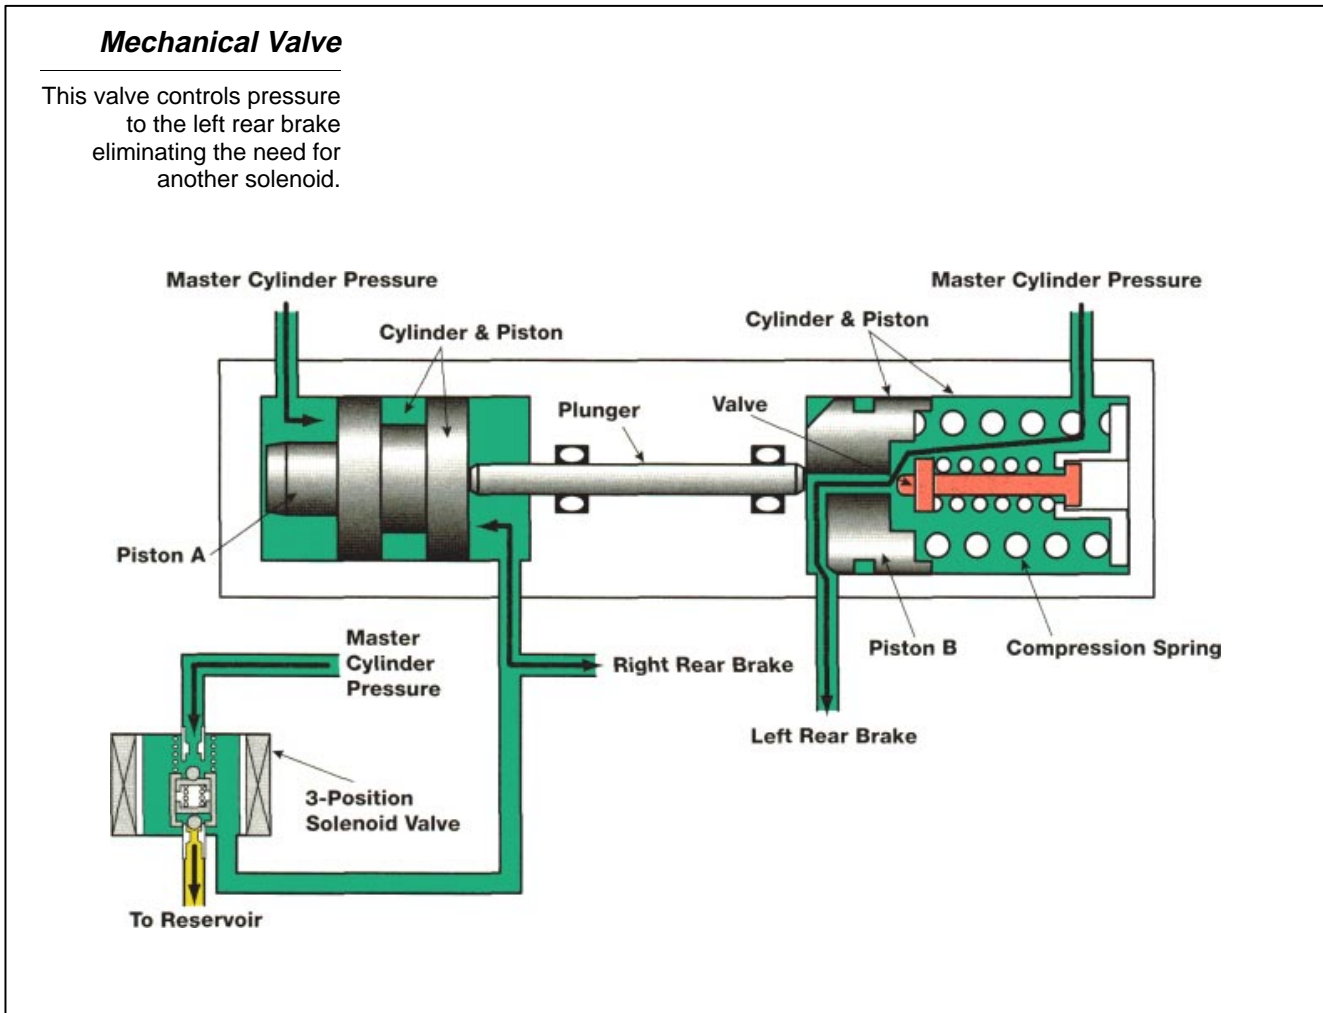 Mechanical Valve
This valve controls pressure
to the left rear brake
eliminating the need for
another solenoid.
Master Cylinder Pressure
Master Cylinder Pressure
Cylinder & Piston
Cylinder & Piston
Plunger
Valve
Piston A
Master
Cylinder
Pressure
Right Rear Brake
Piston B
Compression Spring
Left Rear Brake
3-Position
Solenoid Valve
To Reservoir